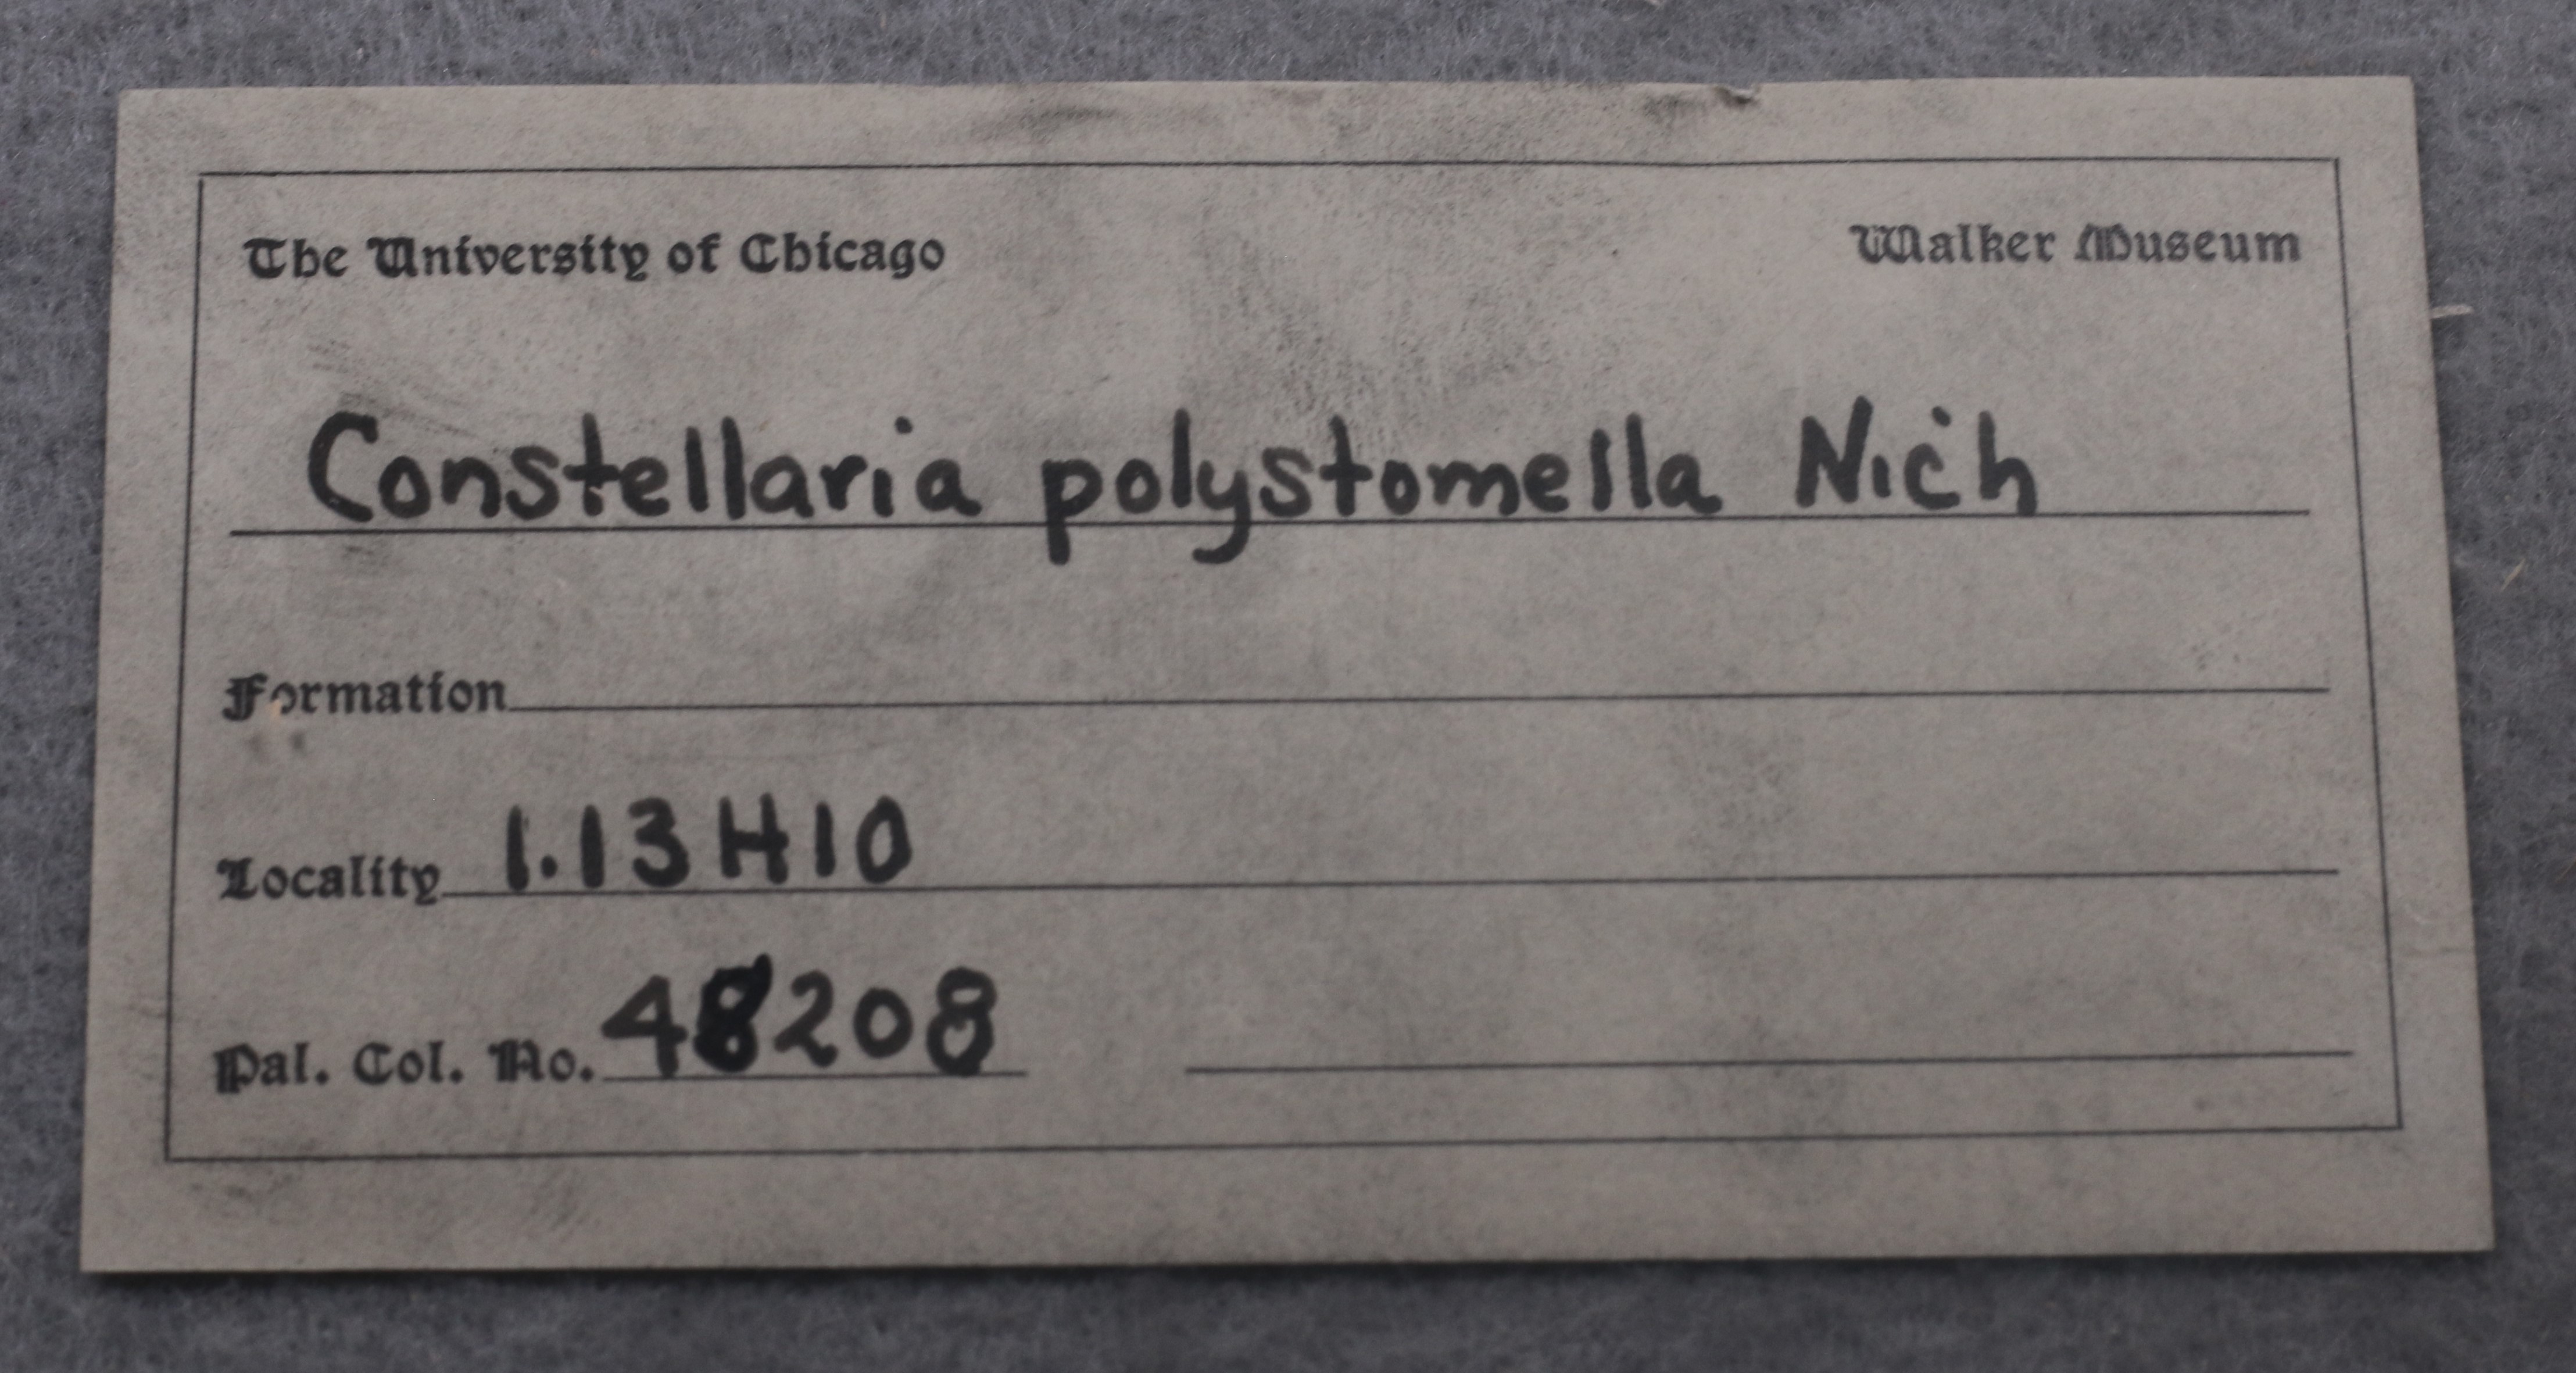 The University of Chicago Walker Museum
Constellaria polystomella Nich
Formation
Locality 1.13H10
Pal. Col. No. 48208